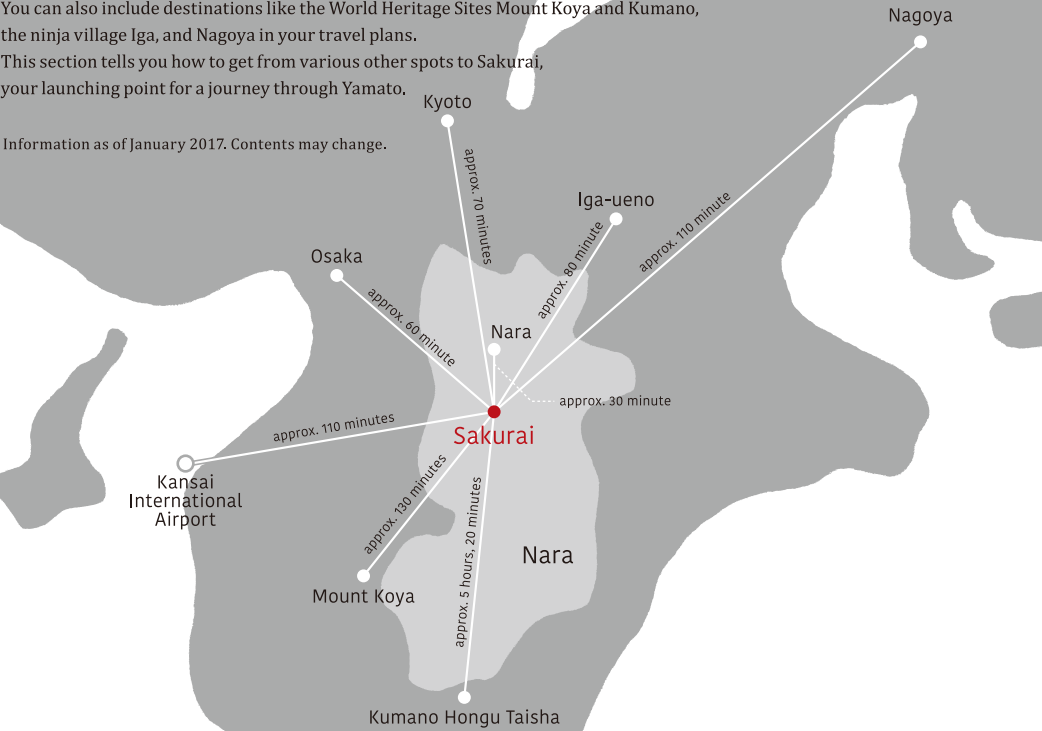 You can also include destinations like the World Heritage Sites Mount Koya and Kumano,
the ninja village Iga, and Nagoya in your travel plans.
This section tells you how to get from various other spots to Sakurai,
your launching point for a journey through Yamato.
Information as of January 2017. Contents may change.
Nagoya
Kyoto
approx. 70 minutes
Iga-ueno
approx. 80 minute
approx. 110 minute
Osaka
approx. 60 minute
Nara
approx. 30 minute
Sakurai
approx. 110 minutes
Kansai
International
Airport
approx. 130 minutes
Mount Koya
approx. 5 hours, 20 minutes
Nara
Kumano Hongu Taisha